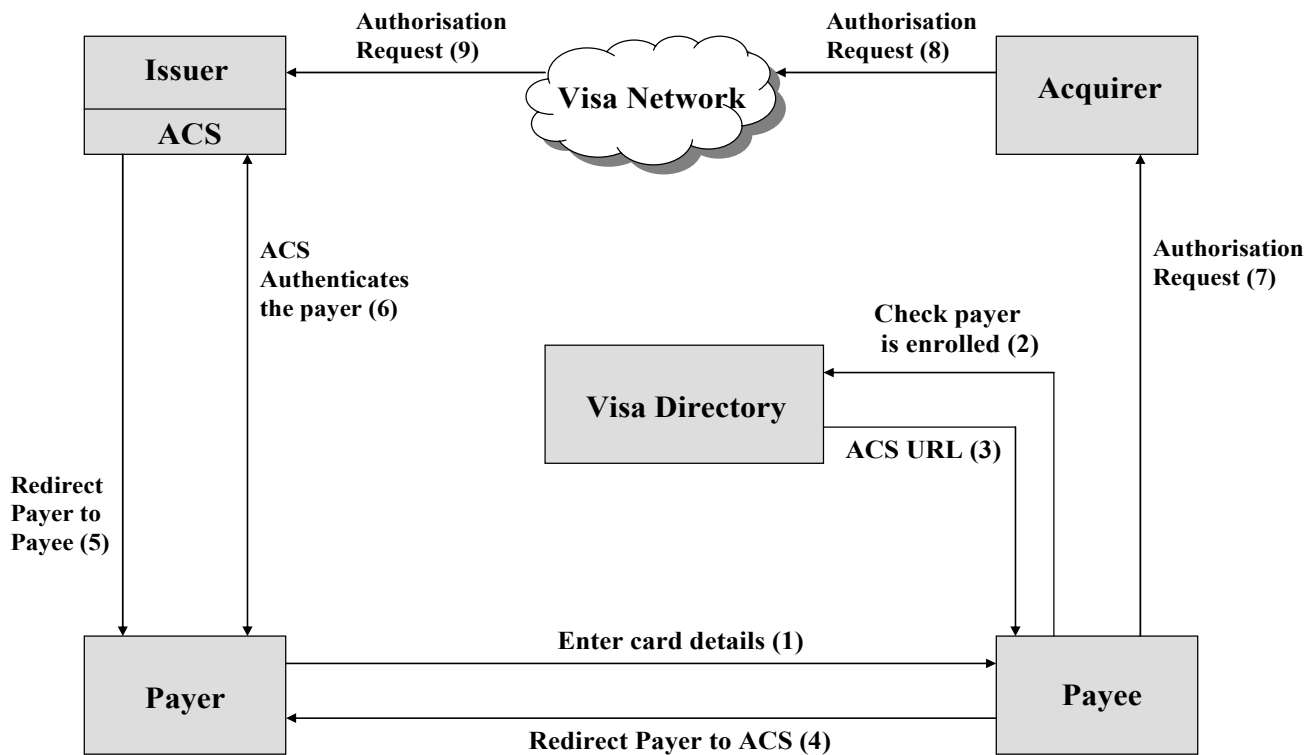 Authorisation
Request (9)
Authorisation
Request (8)
Issuer
ACS
Visa Network
Acquirer
ACS
Authenticates
the payer (6)
Authorisation
Request (7)
Check payer
is enrolled (2)
Visa Directory
ACS URL (3)
Redirect
Payer to
Payee (5)
Enter card details (1)
Payer
Payee
Redirect Payer to ACS (4)